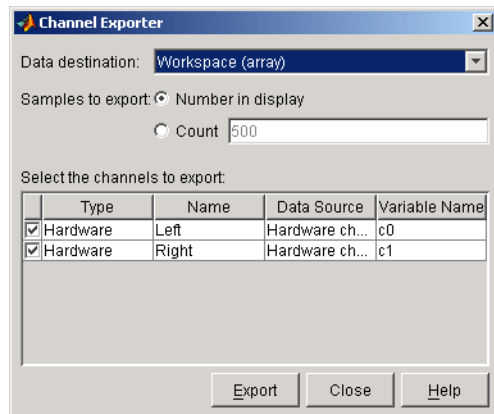 Channel Exporter
Data destination: Workspace (array)
Samples to export: Number in display
Count 500
Select the channels to export:
Type Name Data Source Variable Name
Hardware Left Hardware ch... c0
Hardware Right Hardware ch... c1
Export Close Help